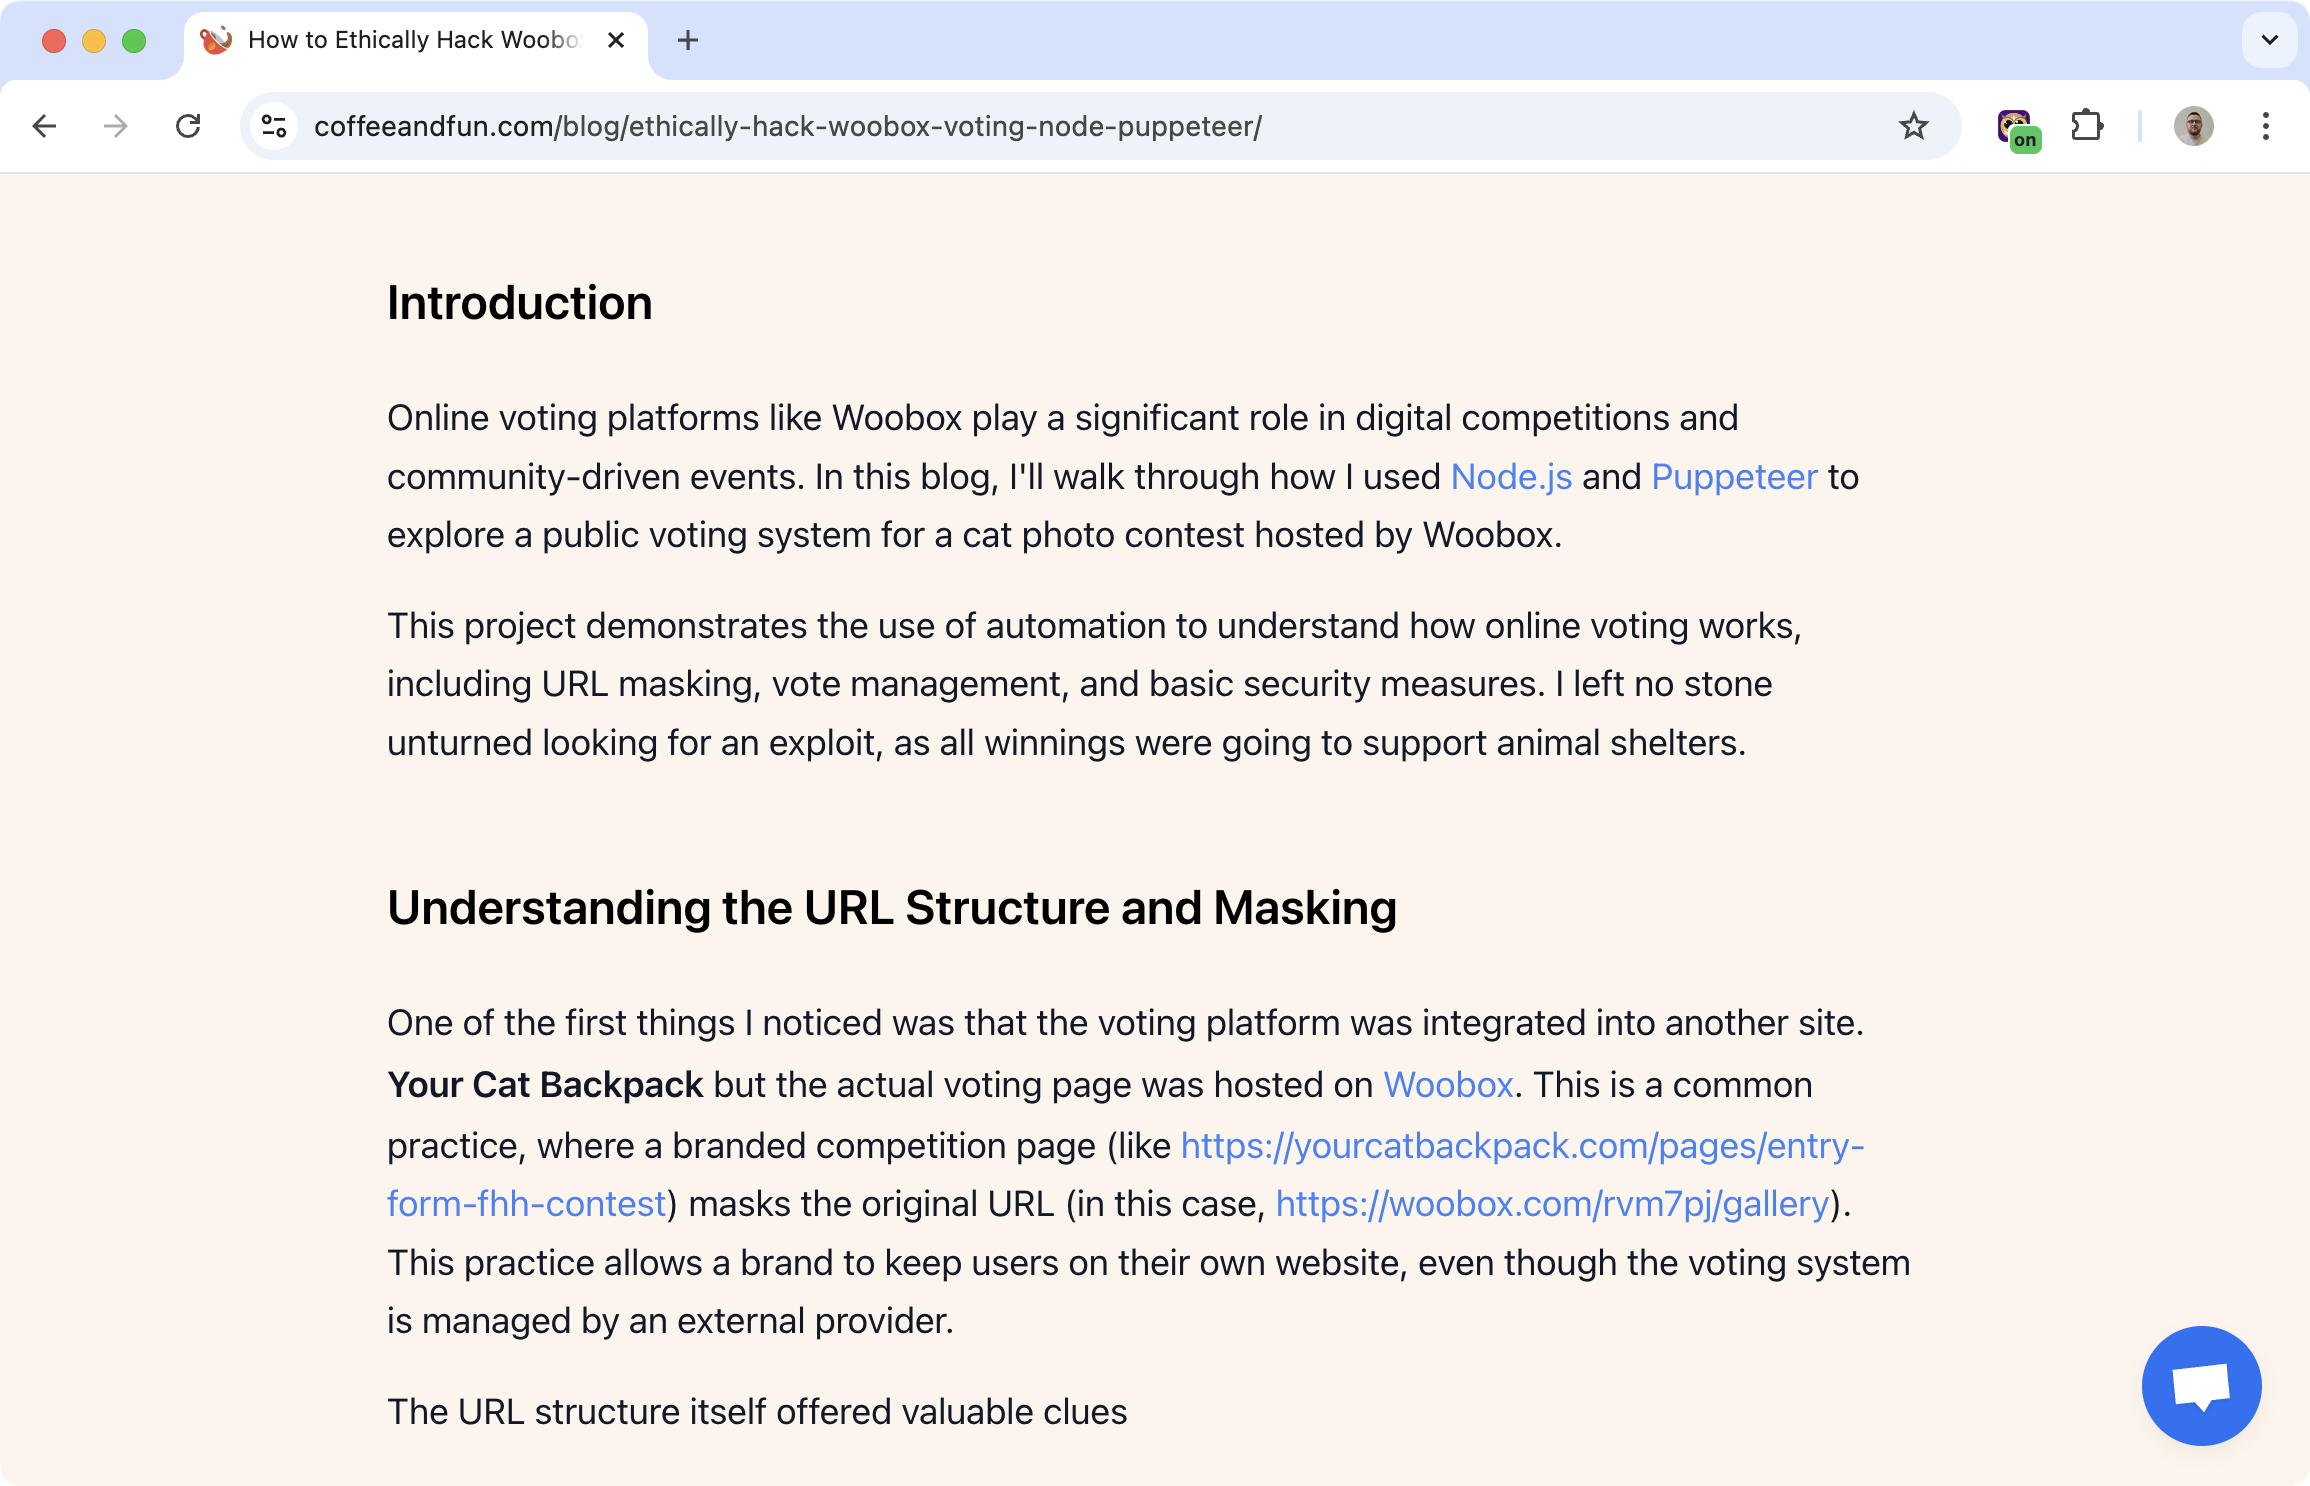 How to Ethically Hack Woobo
coffeeandfun.com/blog/ethically-hack-woobox-voting-node-puppeteer/
on
Introduction
Online voting platforms like Woobox play a significant role in digital competitions and
community-driven events. In this blog, I'll walk through how I used Node.js and Puppeteer to
explore a public voting system for a cat photo contest hosted by Woobox.
This project demonstrates the use of automation to understand how online voting works,
including URL masking, vote management, and basic security measures. I left no stone
unturned looking for an exploit, as all winnings were going to support animal shelters.
Understanding the URL Structure and Masking
One of the first things I noticed was that the voting platform was integrated into another site.
Your Cat Backpack but the actual voting page was hosted on Woobox. This is a common
practice, where a branded competition page (like https://yourcatbackpack.com/pages/entry-
form-fhh-contest) masks the original URL (in this case, https://woobox.com/rvm7pj/gallery).
This practice allows a brand to keep users on their own website, even though the voting system
is managed by an external provider.
The URL structure itself offered valuable clues